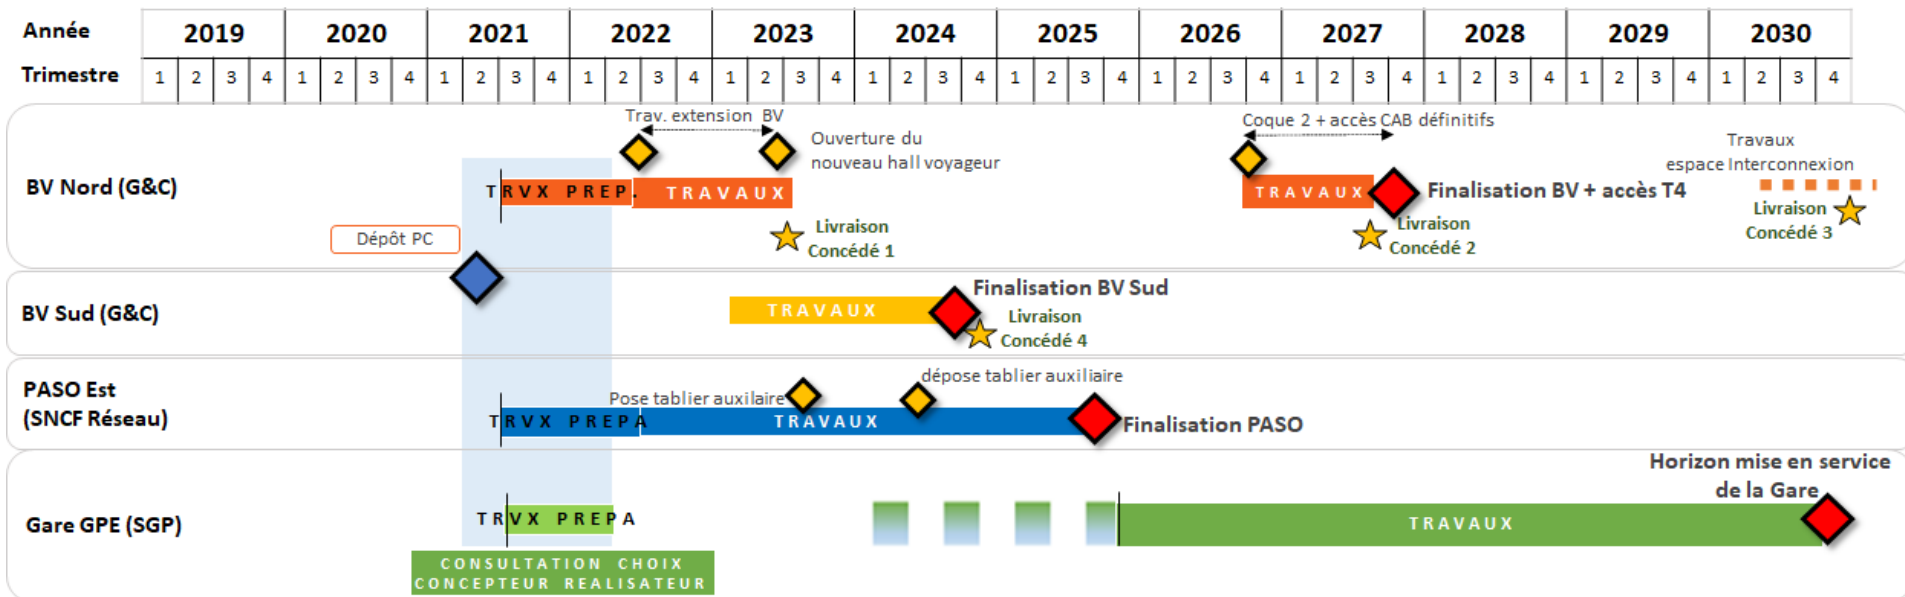 Année 2019 2020 2021 2022 2023 2024 2025 2026 2027 2028 2029 2030
Trimestre 1 2 3 4 1 2 3 4 1 2 3 4 1 2 3 4 1 2 3 4 1 2 3 4 1 2 3 4 1 2 3 4 1 2 3 4 1 2 3 4 1 2 3 4 1 2 3 4
BV Nord (G&C)
Trav. extension BV
Ouverture du
nouveau hall voyageur
Coque 2 + accès CAB définitifs
Travaux
espace Interconnexion
TRVX PREP.
TRAVAUX
TRAVAUX
Finalisation BV + accès T4
Dépôt PC
Livraison
Concédé 1
Livraison
Concédé 2
Livraison
Concédé 3
BV Sud (G&C)
TRAVAUX
Finalisation BV Sud
Livraison
Concédé 4
PASO Est
(SNCF Réseau)
Pose tablier auxilaire
dépose tablier auxiliaire
TRVX PREPA
TRAVAUX
Finalisation PASO
Gare GPE (SGP)
TRVX PREPA
TRAVAUX
Horizon mise en service
de la Gare
CONSULTATION CHOIX
CONCEPTEUR REALISATEUR